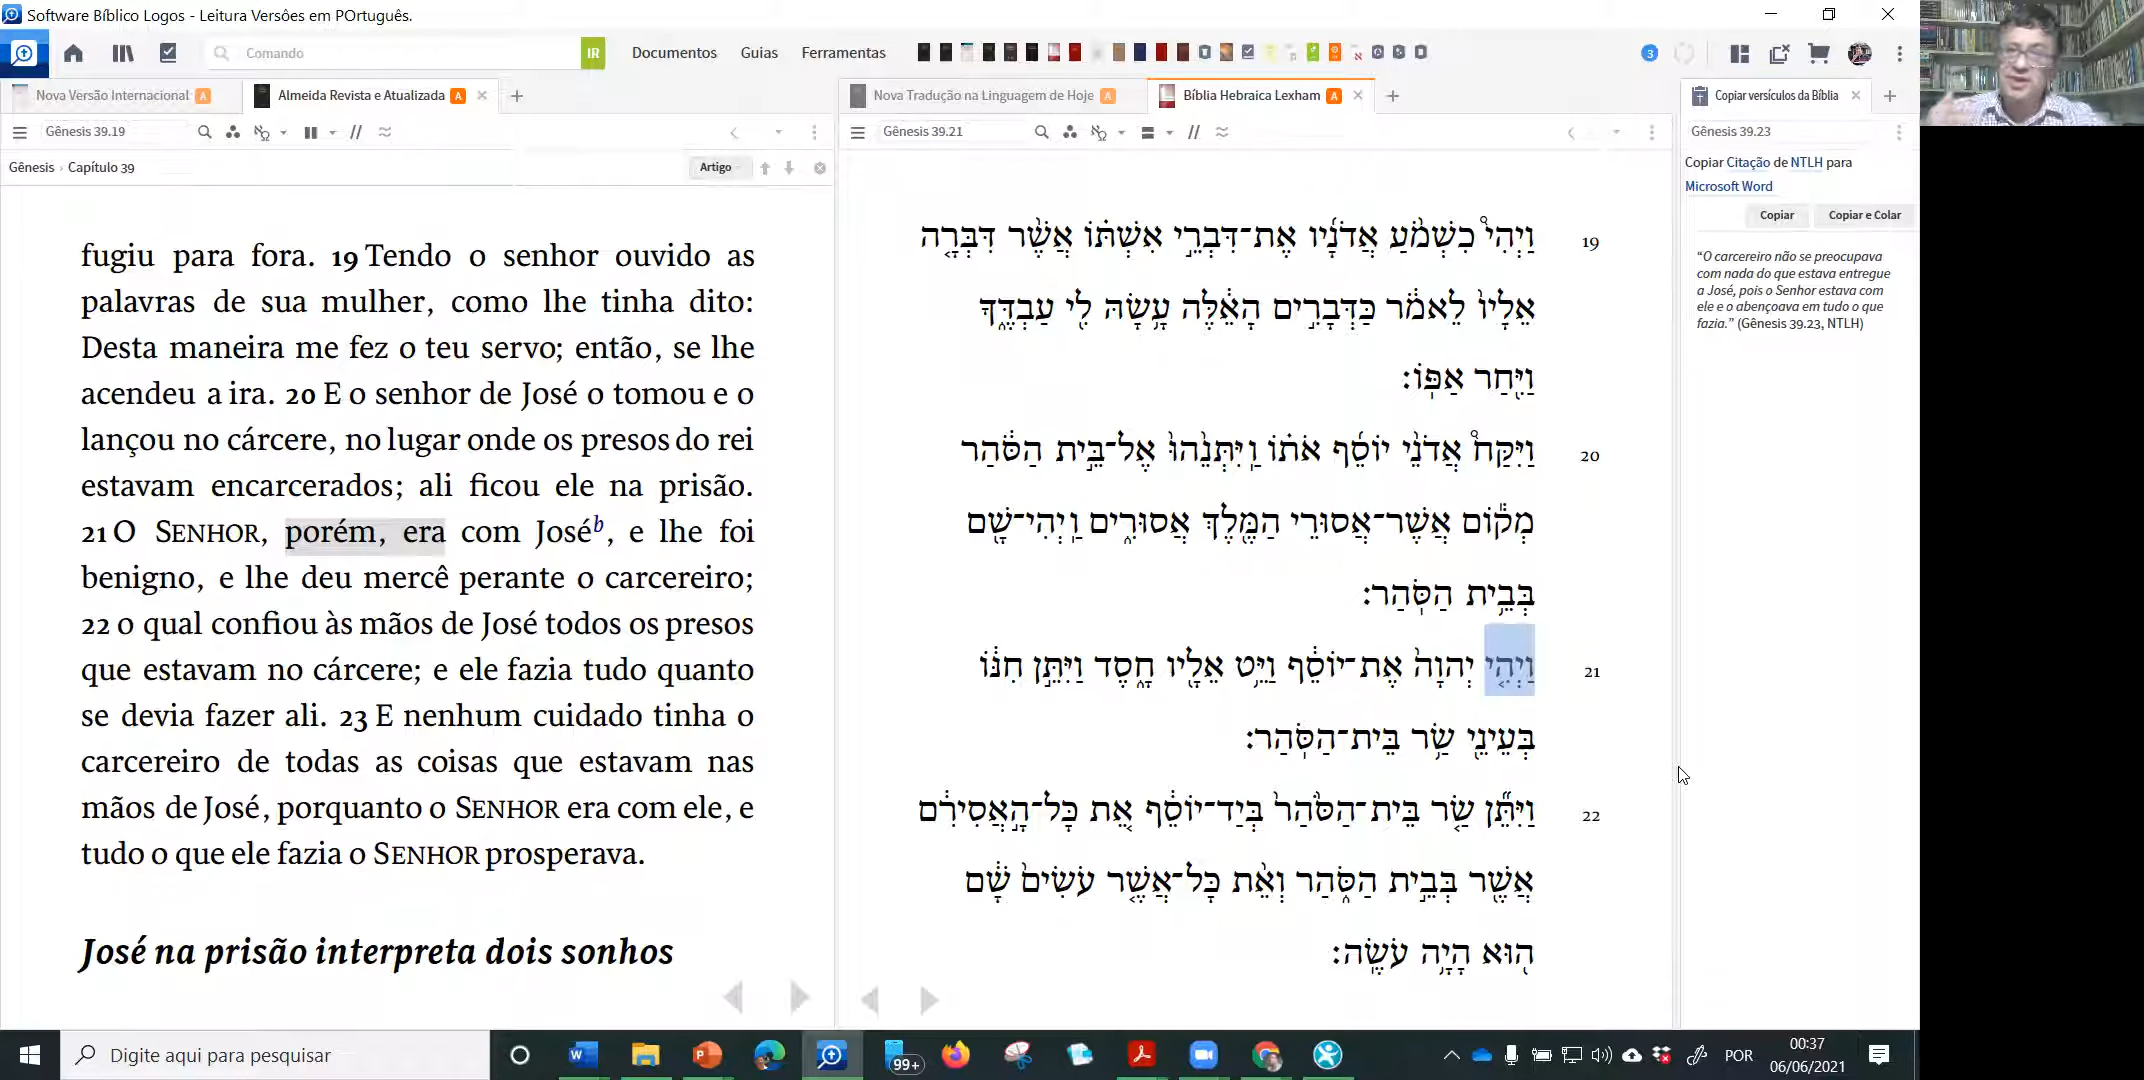 Software Bíblico Logos - Leitura Versôes em POrtuguês.
Comando
IR
Documentos
Guias
Ferramentas
3
Nova Versão Internacional A
Almeida Revista e Atualizada A
Nova Tradução na Linguagem de Hoje A
Bíblia Hebraica Lexham A
Copiar versículos da Bíblia
Gênesis 39.19
Gênesis 39.21
Gênesis 39.23
Gênesis › Capítulo 39
Artigo
fugiu para fora. 19 Tendo o senhor ouvido as
palavras de sua mulher, como lhe tinha dito:
Desta maneira me fez o teu servo; então, se lhe
acendeu a ira. 20 E o senhor de José o tomou e o
lançou no cárcere, no lugar onde os presos do rei
estavam encarcerados; ali ficou ele na prisão.
21 O SENHOR, porém, era com José b, e lhe foi
benigno, e lhe deu mercê perante o carcereiro;
22 o qual confiou às mãos de José todos os presos
que estavam no cárcere; e ele fazia tudo quanto
se devia fazer ali. 23 E nenhum cuidado tinha o
carcereiro de todas as coisas que estavam nas
mãos de José, porquanto o SENHOR era com ele, e
tudo o que ele fazia o SENHOR prosperava.
José na prisão interpreta dois sonhos
19 וַיְהִי֩ כִשְׁמֹ֨עַ אֲדֹנָ֜יו אֶת־דִּבְרֵ֣י אִשְׁתּ֗וֹ אֲשֶׁ֨ר דִּבְּרָ֤ה
אֵלָיו֙ לֵאמֹ֔ר כַּדְּבָרִ֣ים הָאֵ֔לֶּה עָ֥שָׂהּ לִ֖י עַבְדֶּ֑ךָ
וַיִּ֖חַר אַפּֽוֹ׃
20 וַיִּקַּח֩ אֲדֹנֵ֨י יוֹסֵ֜ף אֹת֗וֹ וַֽיִּתְּנֵ֙הוּ֙ אֶל־בֵּ֣ית הַסֹּ֔הַר
מְק֕וֹם אֲשֶׁר־אֲסוּרֵ֥י הַמֶּ֖לֶךְ אֲסוּרִ֑ים וַֽיְהִי־שָׁ֖ם
בְּבֵ֥ית הַסֹּֽהַר׃
21 וַיְהִ֤י יְהוָה֙ אֶת־יוֹסֵ֔ף וַיֵּ֥ט אֵלָ֖יו חָ֑סֶד וַיִּתֵּ֣ן חִנּ֔וֹ
בְּעֵינֵ֖י שַׂ֥ר בֵּית־הַסֹּֽהַר׃
22 וַיִּתֵּ֞ן שַׂ֤ר בֵּית־הַסֹּ֙הַר֙ בְּיַד־יוֹסֵ֔ף אֵ֚ת כָּל־הָ֣אֲסִירִ֔ם
אֲשֶׁ֖ר בְּבֵ֣ית הַסֹּ֑הַר וְאֵ֨ת כָּל־אֲשֶׁ֤ר עֹשִׂים֙ שָׁ֔ם
ה֖וּא הָיָ֥ה עֹשֶֽׂה׃
Copiar Citação de NTLH para
Microsoft Word
Copiar
Copiar e Colar
“O carcereiro não se preocupava
com nada do que estava entregue
a José, pois o Senhor estava com
ele e o abençoava em tudo o que
fazia.” (Gênesis 39.23, NTLH)
Digite aqui para pesquisar
99+
POR
00:37
06/06/2021